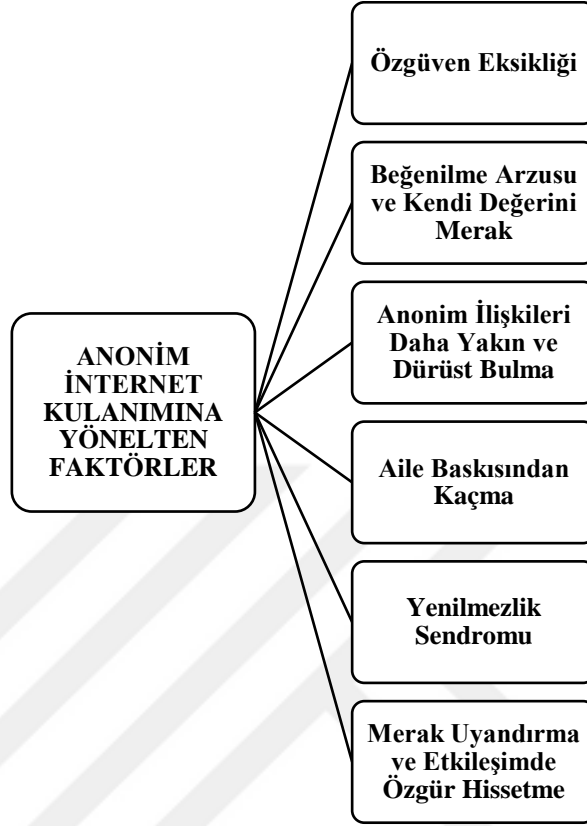 Özgüven Eksikliği
Beğenilme Arzusu
ve Kendi Değerini
Merak
Anonim İlişkileri
Daha Yakın ve
Dürüst Bulma
ANONİM
İNTERNET
KULANIMINA
YÖNELTEN
FAKTÖRLER
Aile Baskısından
Kaçma
Yenilmezlik
Sendromu
Merak Uyandırma
ve Etkileşimde
Özgür Hissetme